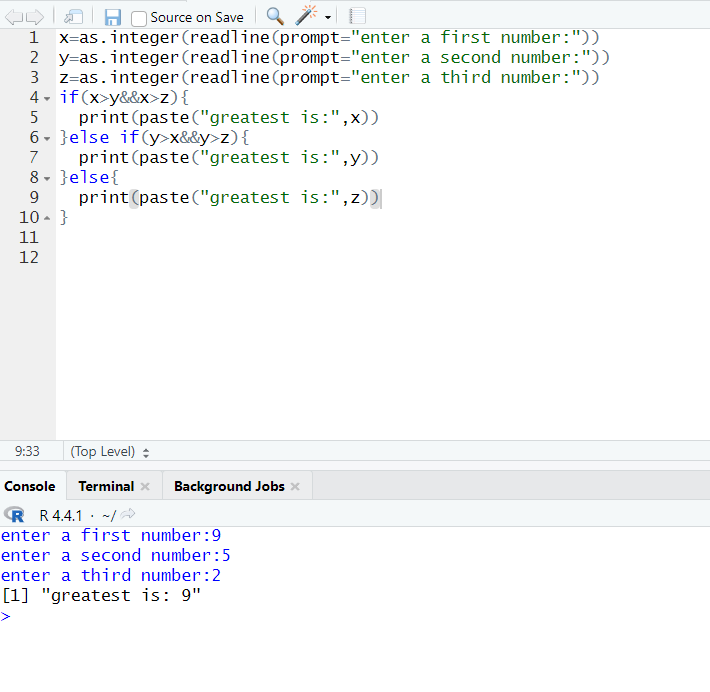 Source on Save
1 x=as.integer(readline(prompt="enter a first number:"))
2 y=as.integer(readline(prompt="enter a second number:"))
3 z=as.integer(readline(prompt="enter a third number:"))
4 if(x>y&&x>z){
5   print(paste("greatest is:",x))
6 }else if(y>x&&y>z){
7   print(paste("greatest is:",y))
8 }else{
9   print(paste("greatest is:",z))
10 }
11
12
9:33 (Top Level)
Console Terminal Background Jobs
R R 4.4.1 · ~/
enter a first number:9
enter a second number:5
enter a third number:2
[1] "greatest is: 9"
>